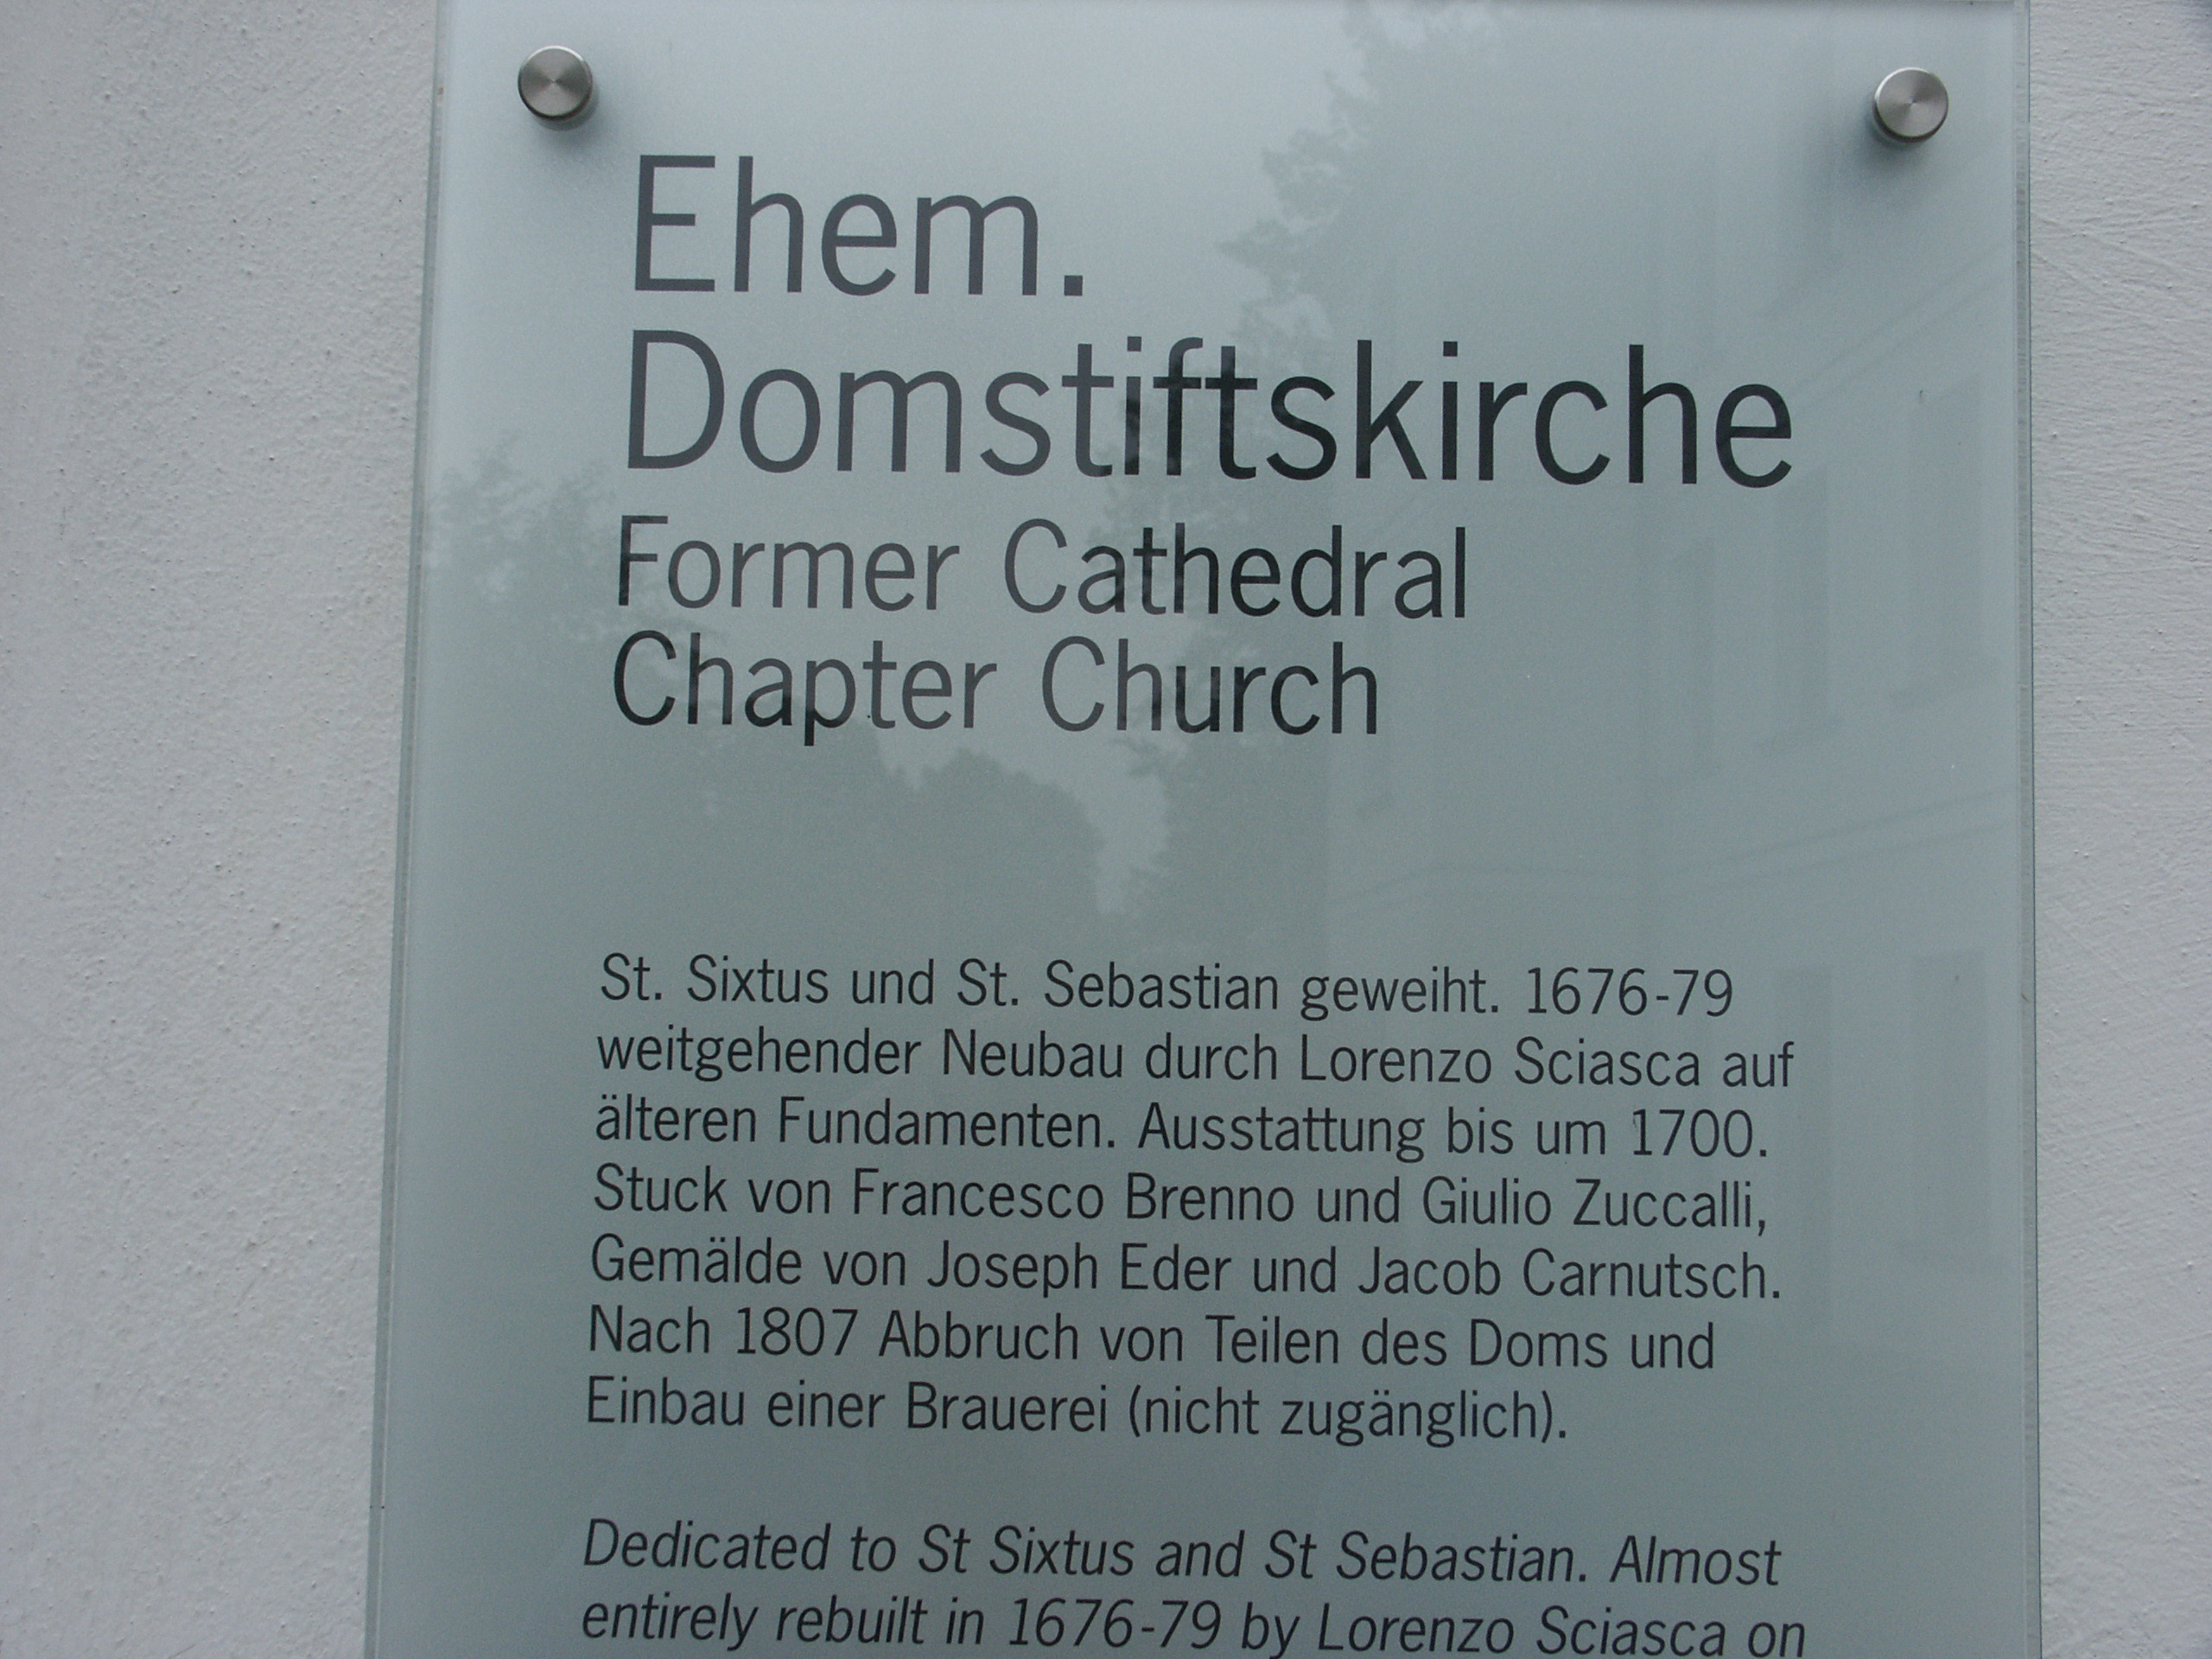 Ehem.
Domstiftskirche
Former Cathedral
Chapter Church
St. Sixtus und St. Sebastian geweiht. 1676-79
weitgehender Neubau durch Lorenzo Sciasca auf
älteren Fundamenten. Ausstattung bis um 1700.
Stuck von Francesco Brenno und Giulio Zuccalli,
Gemälde von Joseph Eder und Jacob Carnutsch.
Nach 1807 Abbruch von Teilen des Doms und
Einbau einer Brauerei (nicht zugänglich).
Dedicated to St Sixtus and St Sebastian. Almost
entirely rebuilt in 1676-79 by Lorenzo Sciasca on